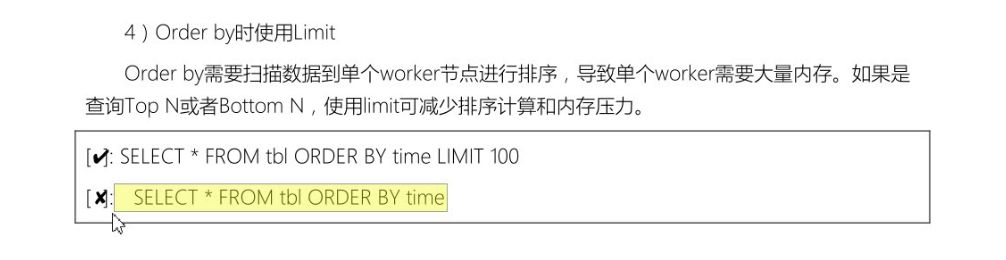 4）Order by时使用Limit
Order by需要扫描数据到单个worker节点进行排序，导致单个worker需要大量内存。如果是
查询Top N或者Bottom N，使用limit可减少排序计算和内存压力。
[✔]: SELECT * FROM tbl ORDER BY time LIMIT 100
[✘]: SELECT * FROM tbl ORDER BY time